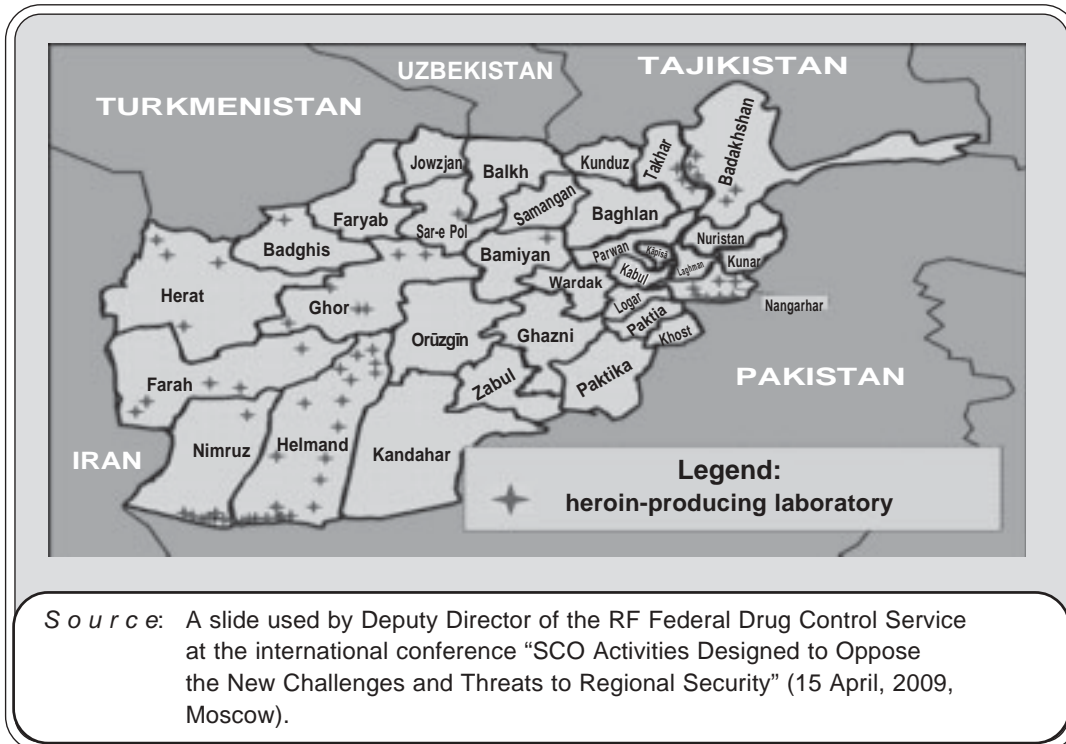 UZBEKISTAN
TAJIKISTAN
TURKMENISTAN
Jowzjan
Balkh
Kunduz
Takhar
Badakhshan
Faryab
Sar-e Pol
Samangan
Baghlan
Badghis
Bamiyan
Parwan
Kāpīsā
Nuristan
Kunar
Laghman
Kabul
Wardak
Herat
Ghor
Logar
Nangarhar
Orūzgīn
Ghazni
Paktia
Khost
Farah
Zabul
Paktika
PAKISTAN
IRAN
Nimruz
Helmand
Kandahar
Legend:
heroin-producing laboratory
Source: A slide used by Deputy Director of the RF Federal Drug Control Service
at the international conference “SCO Activities Designed to Oppose
the New Challenges and Threats to Regional Security” (15 April, 2009,
Moscow).